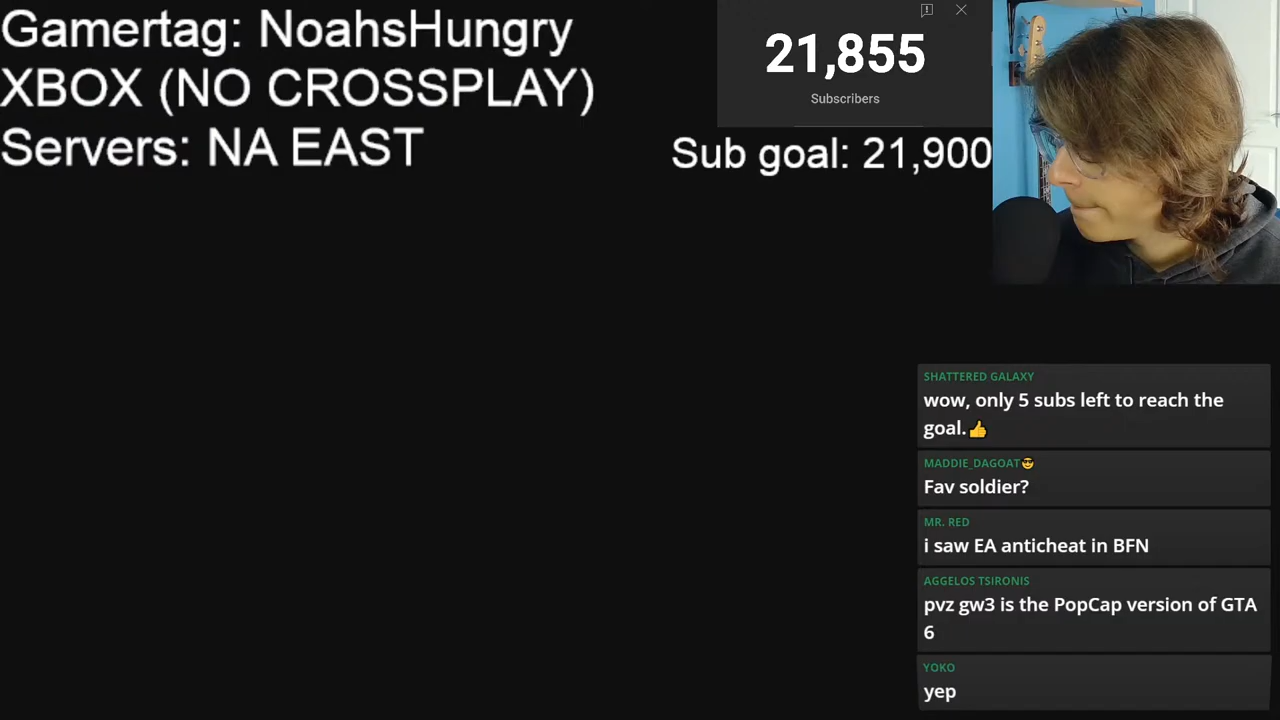 Gamertag: NoahsHungry
XBOX (NO CROSSPLAY)
Servers: NA EAST
21,855
Subscribers
Sub goal: 21,900
SHATTERED GALAXY
wow, only 5 subs left to reach the
goal.👍
MADDIE_DAGOAT😎
Fav soldier?
MR. RED
i saw EA anticheat in BFN
AGGELOS TSIRONIS
pvz gw3 is the PopCap version of GTA
6
YOKO
yep